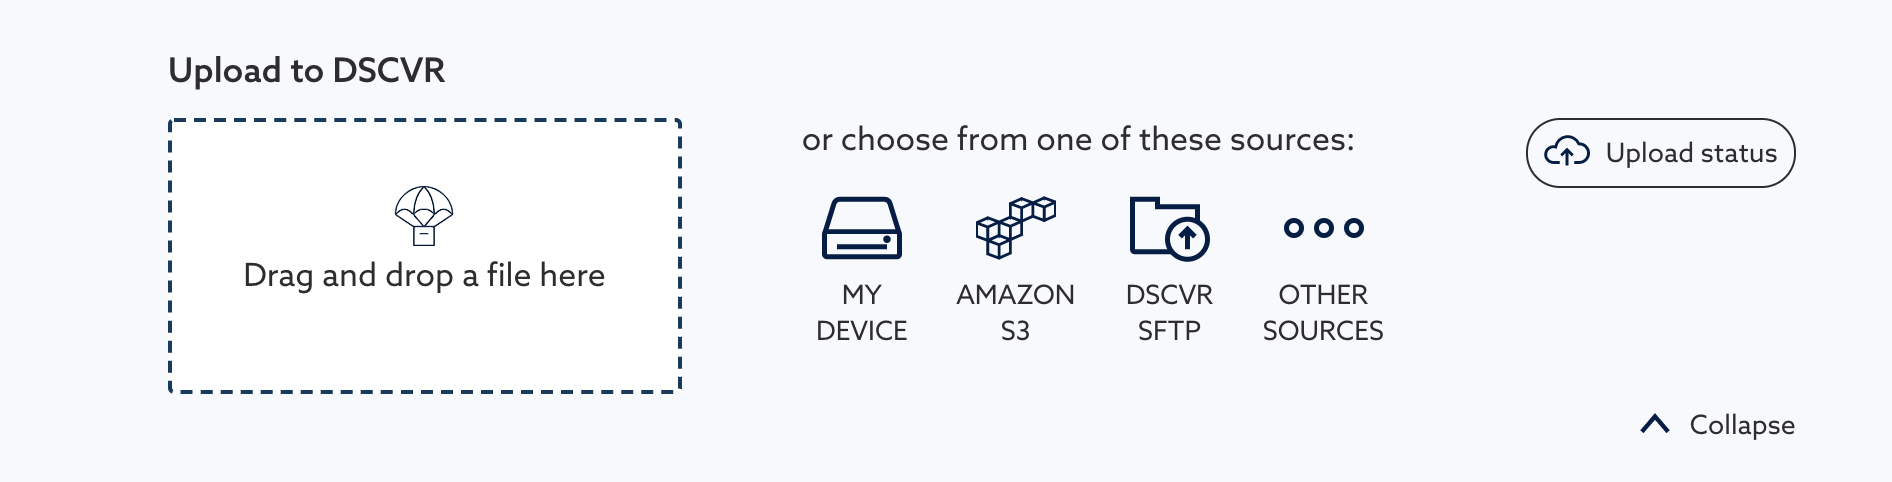 Upload to DSCVR
Drag and drop a file here
or choose from one of these sources:
MY
DEVICE
AMAZON
S3
DSCVR
SFTP
OTHER
SOURCES
Upload status
Collapse